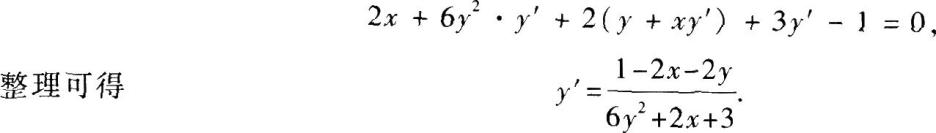 2x + 6y² · y′ + 2(y + xy′) + 3y′ - 1 = 0,
整理可得 y′ = (1-2x-2y)/(6y²+2x+3).